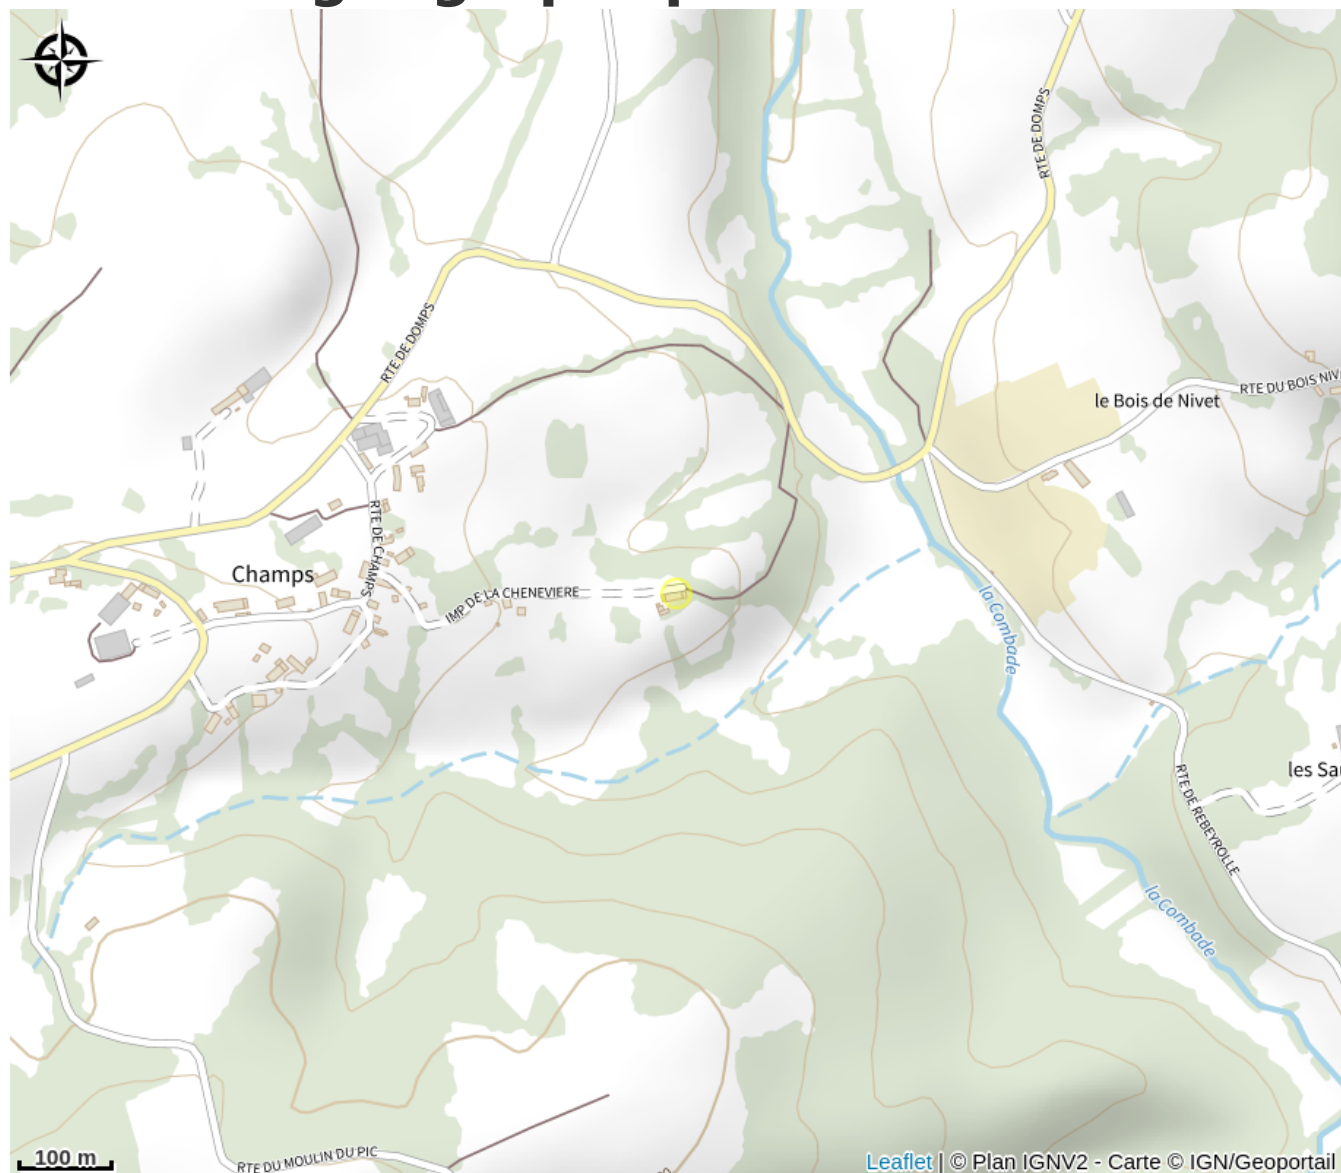 RTE DE DOMPS
RTE DE DOMPS
le Bois de Nivet
RTE DU BOIS NIV
RTE DE CHAMPS
Champs
IMP DE LA CHENEVIERE
la Combade
les Sa
RTE DE REBEYROLLE
la Combade
RTE DU MOULIN DU PIC
100 m
Leaflet | © Plan IGNV2 - Carte © IGN/Geoportail